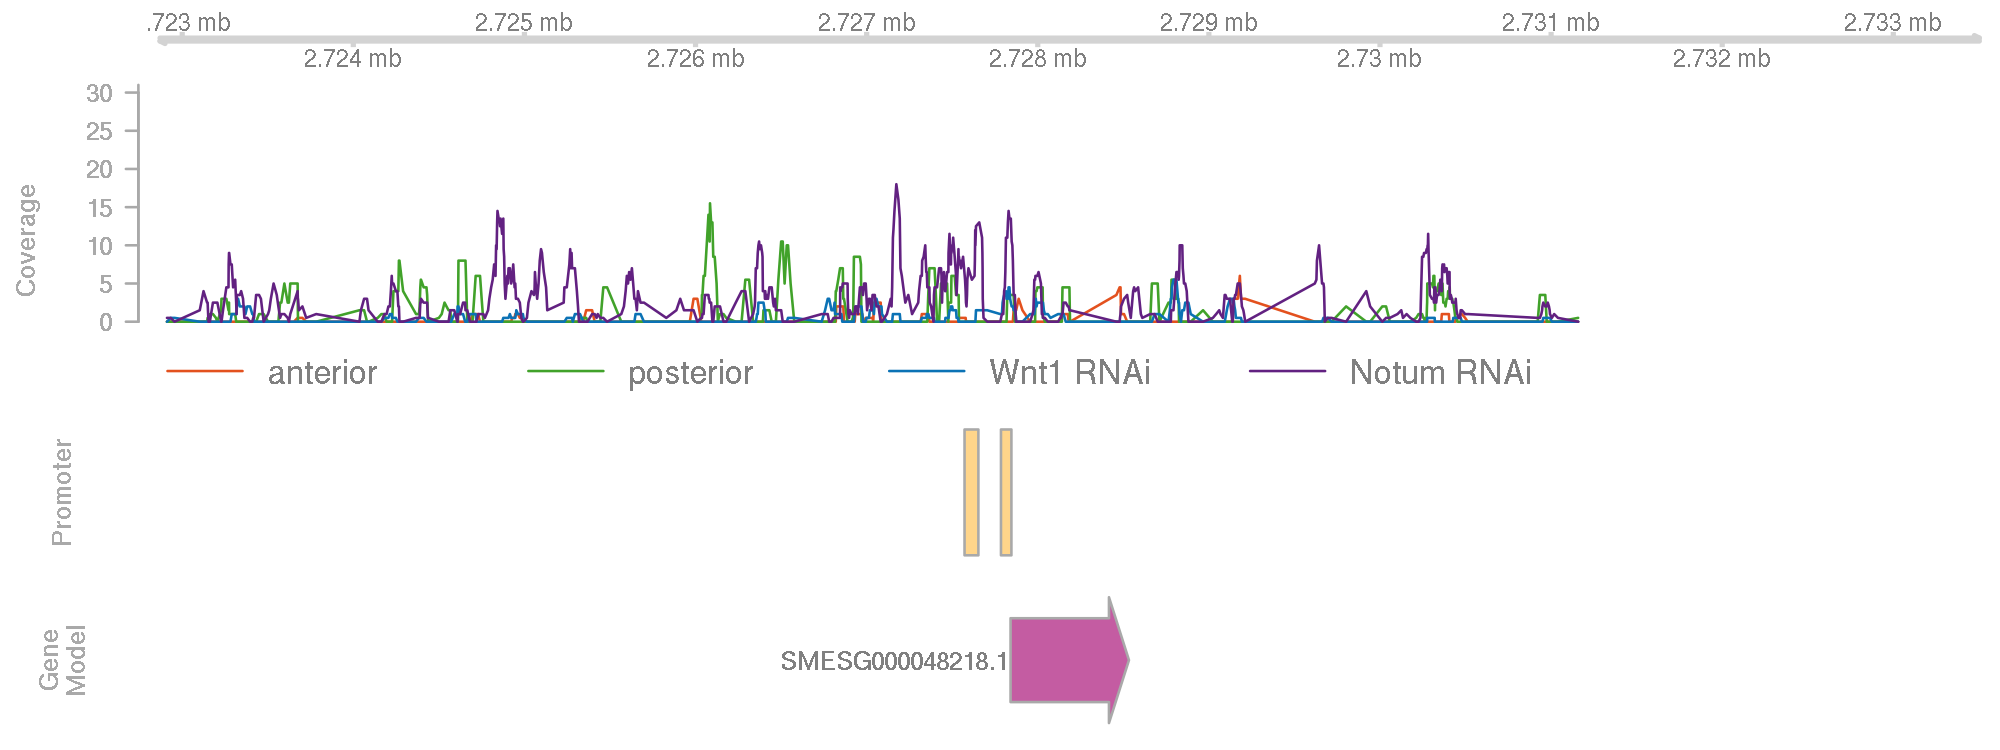 .723 mb 2.725 mb 2.727 mb 2.729 mb 2.731 mb 2.733 mb
2.724 mb 2.726 mb 2.728 mb 2.73 mb 2.732 mb
30
25
20
15
10
5
0
Coverage
anterior posterior Wnt1 RNAi Notum RNAi
Promoter
Gene
Model
SMESG000048218.1